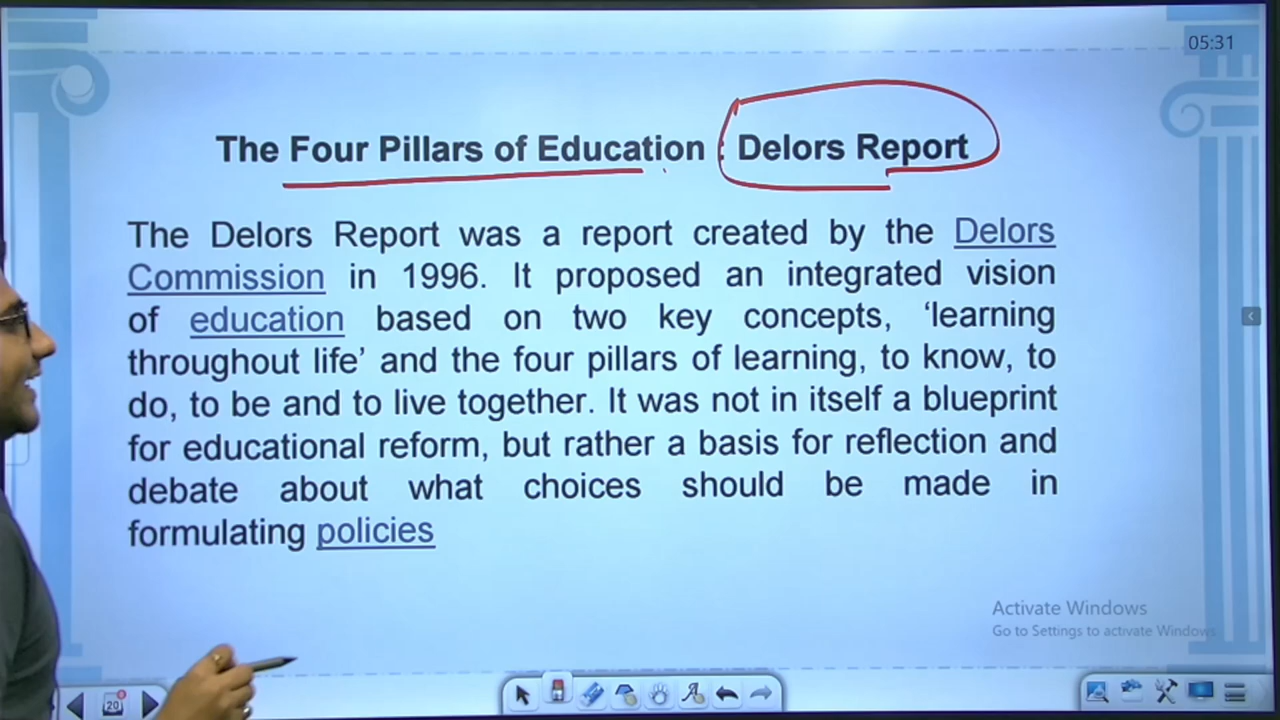 05:31
The Four Pillars of Education : Delors Report
The Delors Report was a report created by the Delors
Commission in 1996. It proposed an integrated vision
of education based on two key concepts, ‘learning
throughout life’ and the four pillars of learning, to know, to
do, to be and to live together. It was not in itself a blueprint
for educational reform, but rather a basis for reflection and
debate about what choices should be made in
formulating policies
Activate Windows
Go to Settings to activate Windows.
20